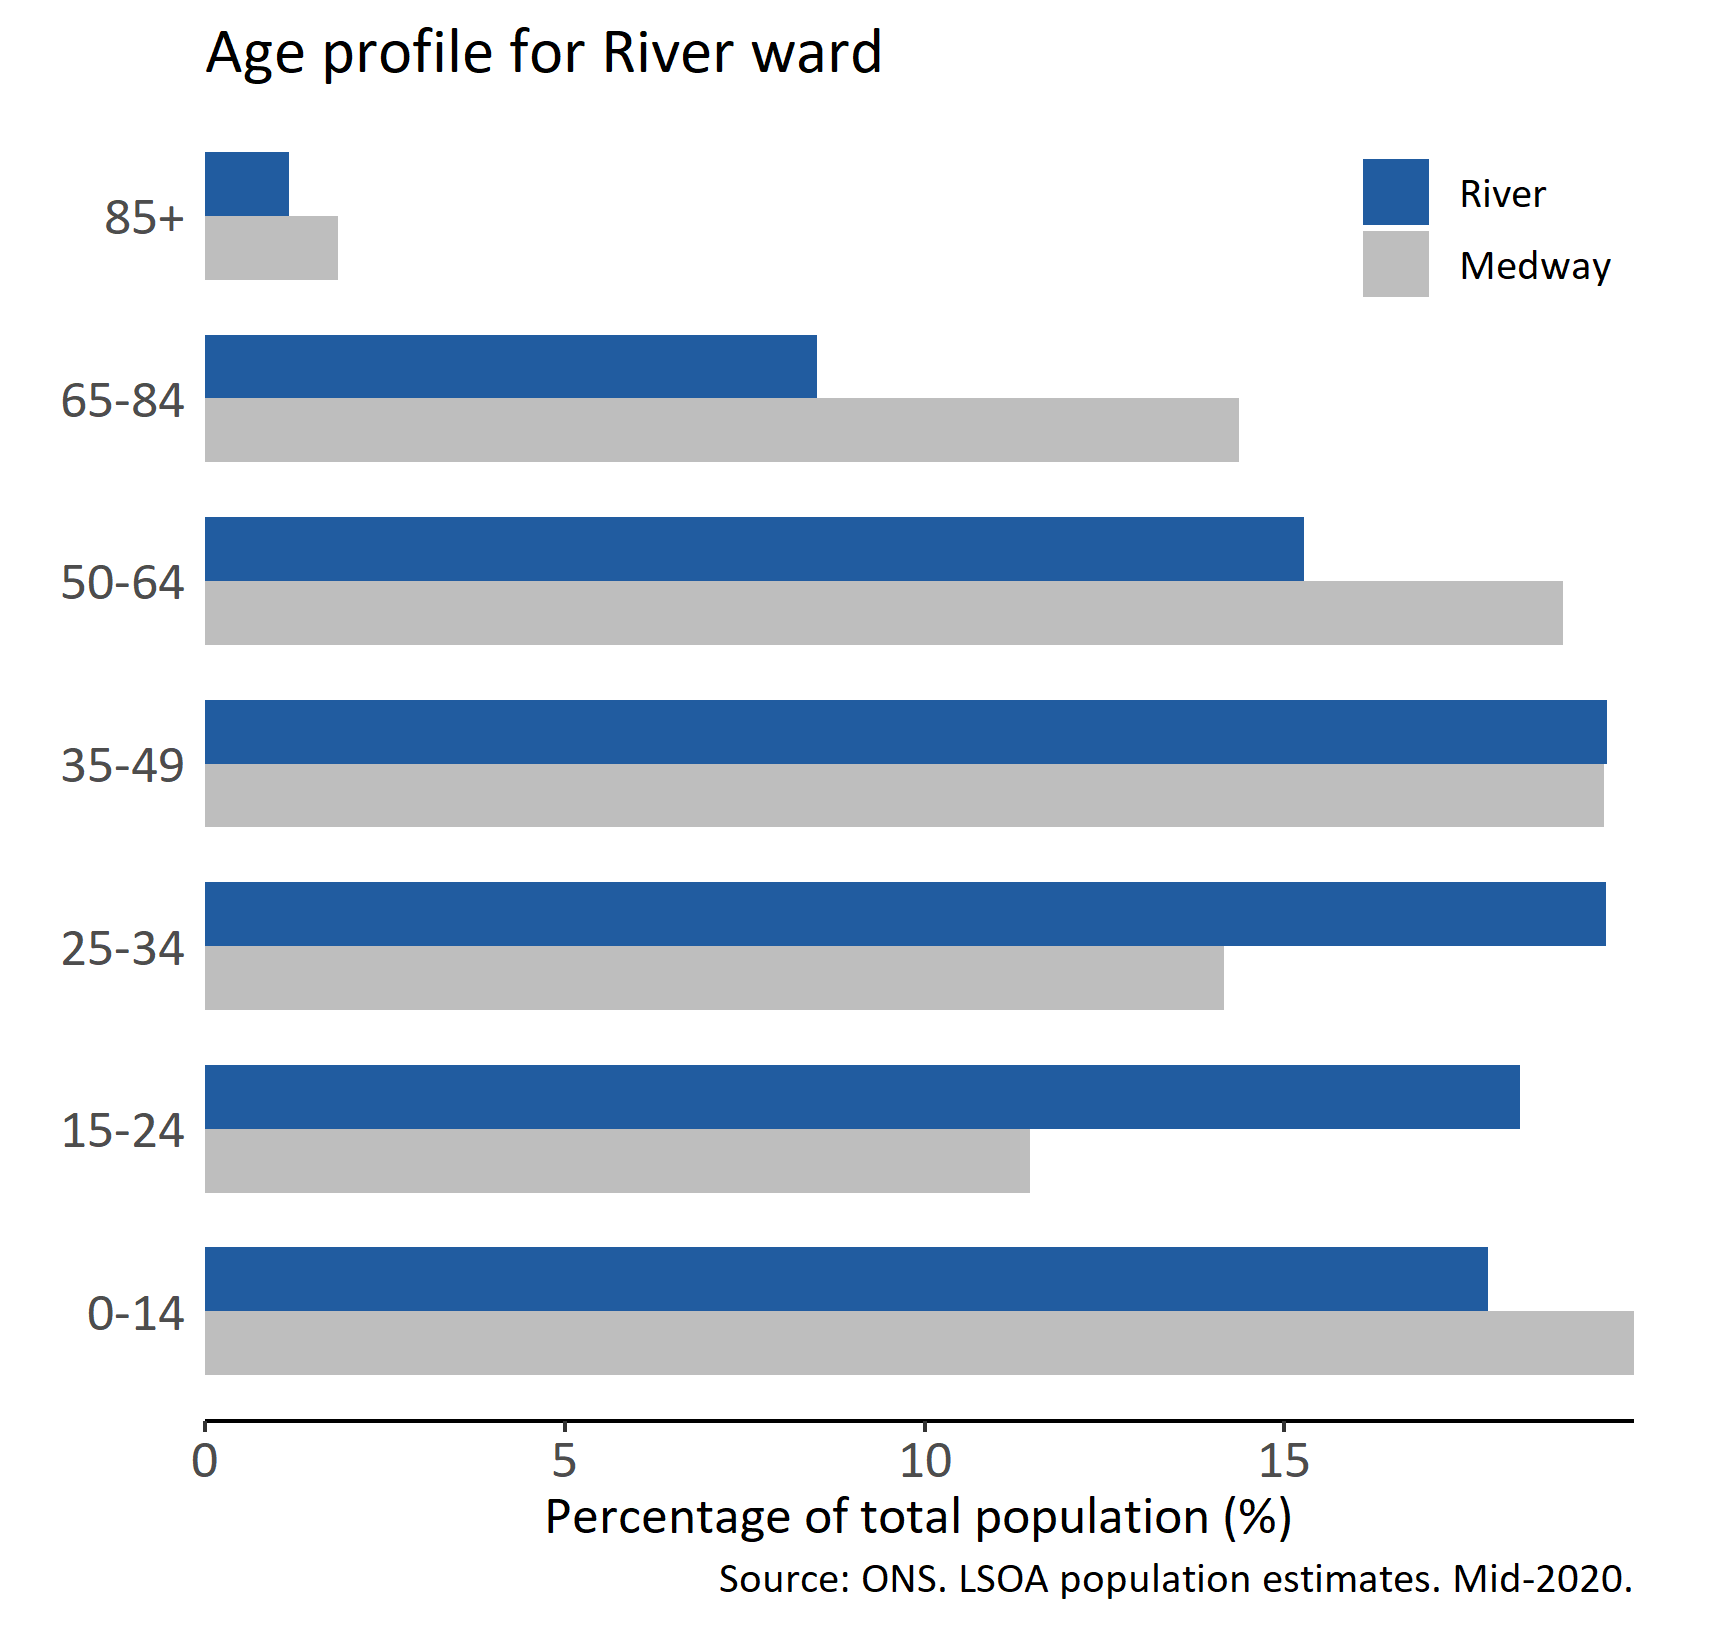 Age profile for River ward
River
Medway
85+
65-84
50-64
35-49
25-34
15-24
0-14
0 5 10 15
Percentage of total population (%)
Source: ONS. LSOA population estimates. Mid-2020.